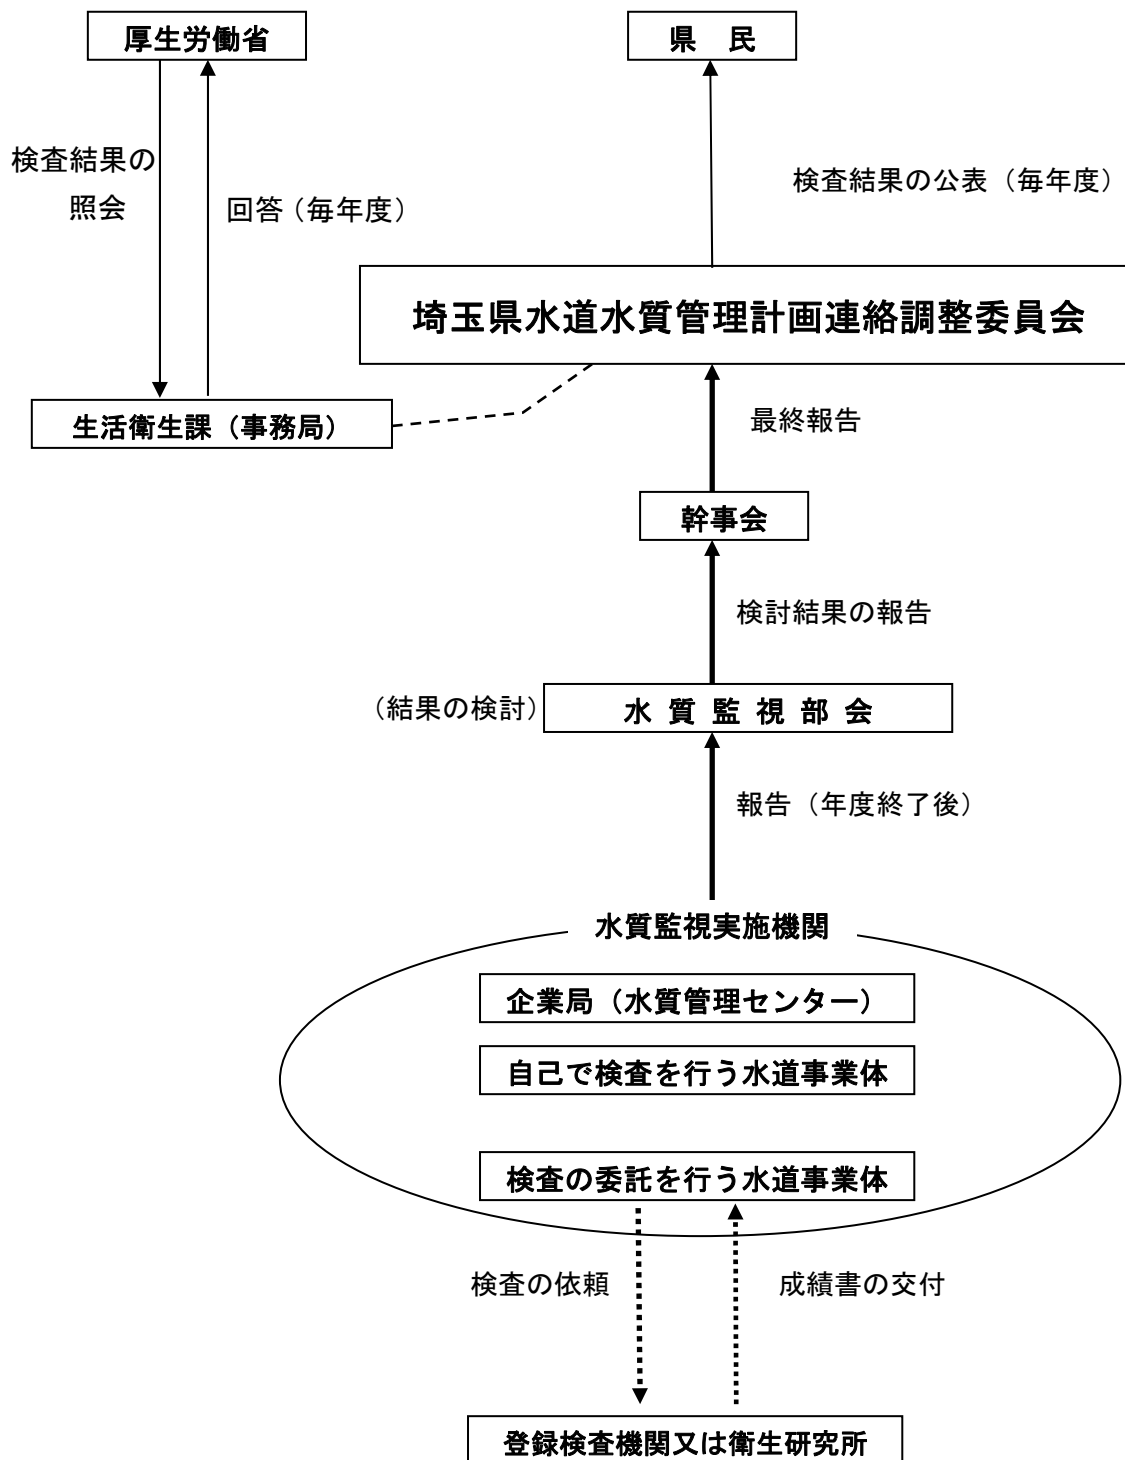 厚生労働省
県　民
検査結果の
照会
回答（毎年度）
検査結果の公表（毎年度）
埼玉県水道水質管理計画連絡調整委員会
生活衛生課（事務局）
最終報告
幹事会
検討結果の報告
（結果の検討）
水 質 監 視 部 会
報告（年度終了後）
水質監視実施機関
企業局（水質管理センター）
自己で検査を行う水道事業体
検査の委託を行う水道事業体
検査の依頼
成績書の交付
登録検査機関又は衛生研究所